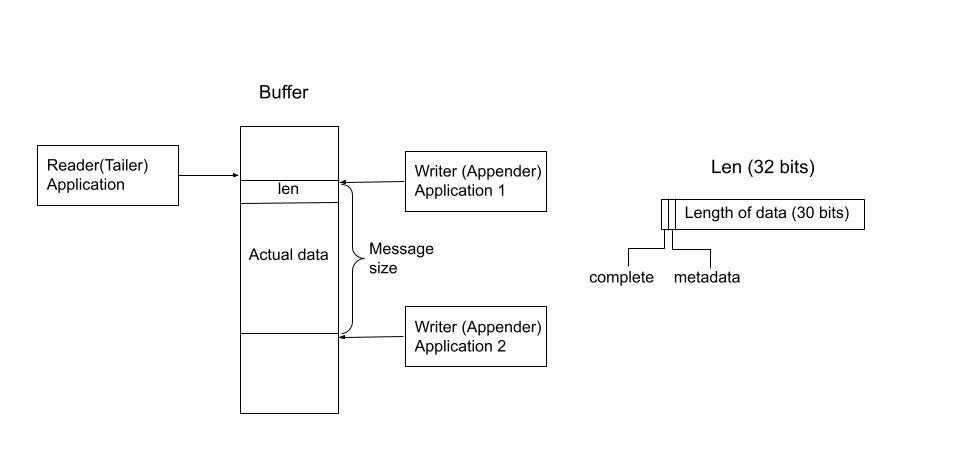 Buffer
Reader(Tailer)
Application
len
Actual data
Message
size
Writer (Appender)
Application 1
Writer (Appender)
Application 2
Len (32 bits)
Length of data (30 bits)
complete
metadata